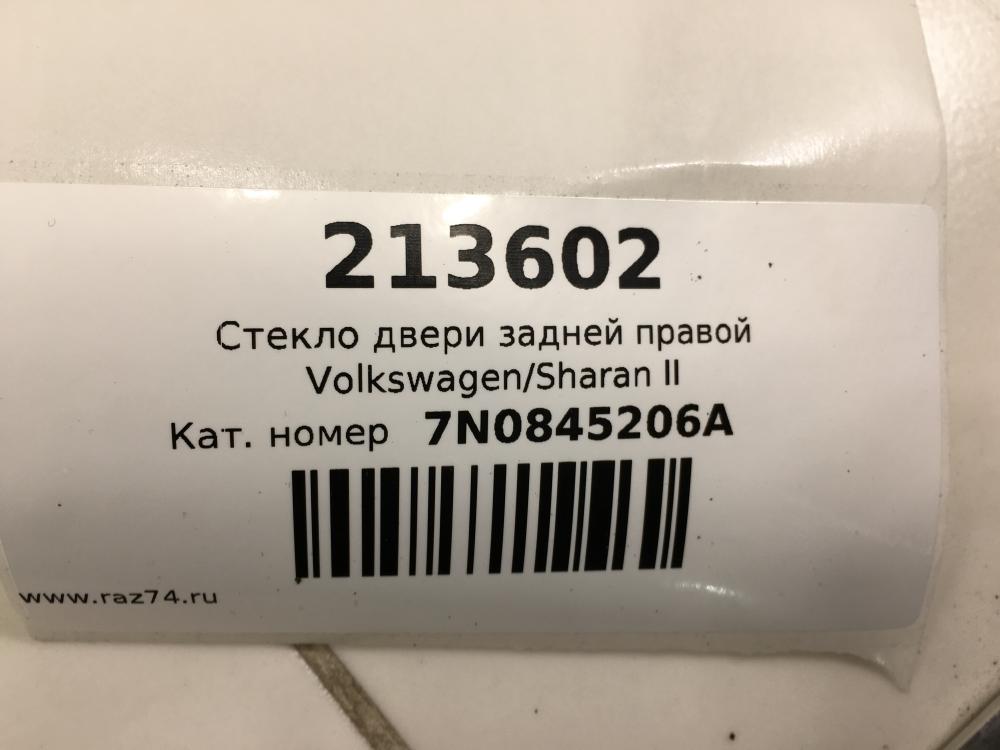 213602
Стекло двери задней правой
Volkswagen/Sharan II
Кат. номер 7N0845206A
www.raz74.ru